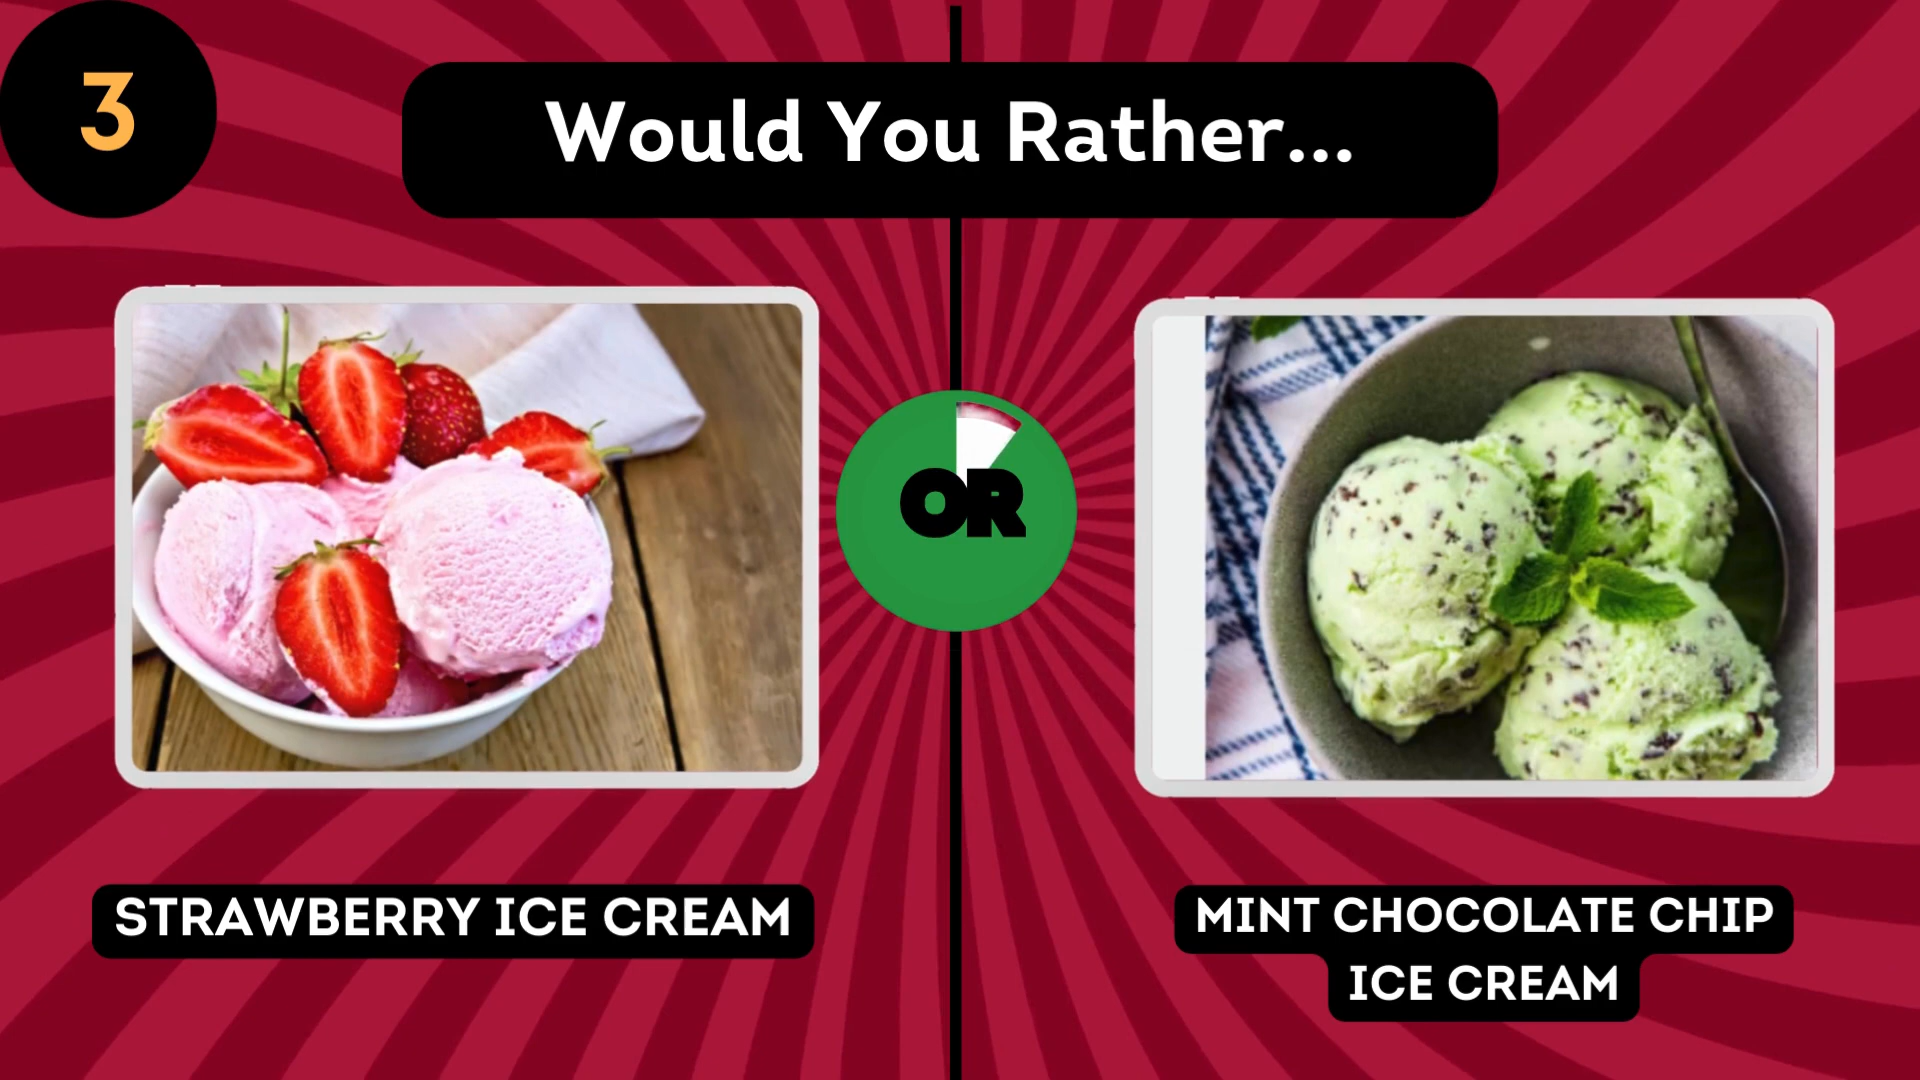 3
Would You Rather...
OR
STRAWBERRY ICE CREAM
MINT CHOCOLATE CHIP
ICE CREAM